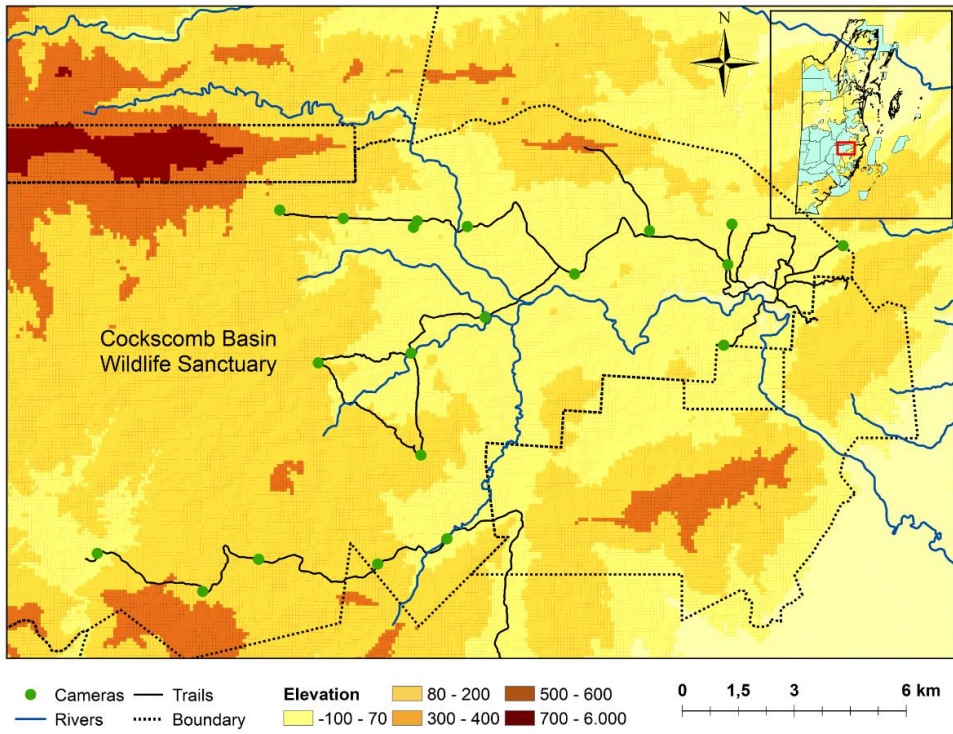 N
Cockscomb Basin
Wildlife Sanctuary
Cameras
Trails
Rivers
Boundary
Elevation
-100 - 70
80 - 200
300 - 400
500 - 600
700 - 6.000
0 1,5 3 6 km